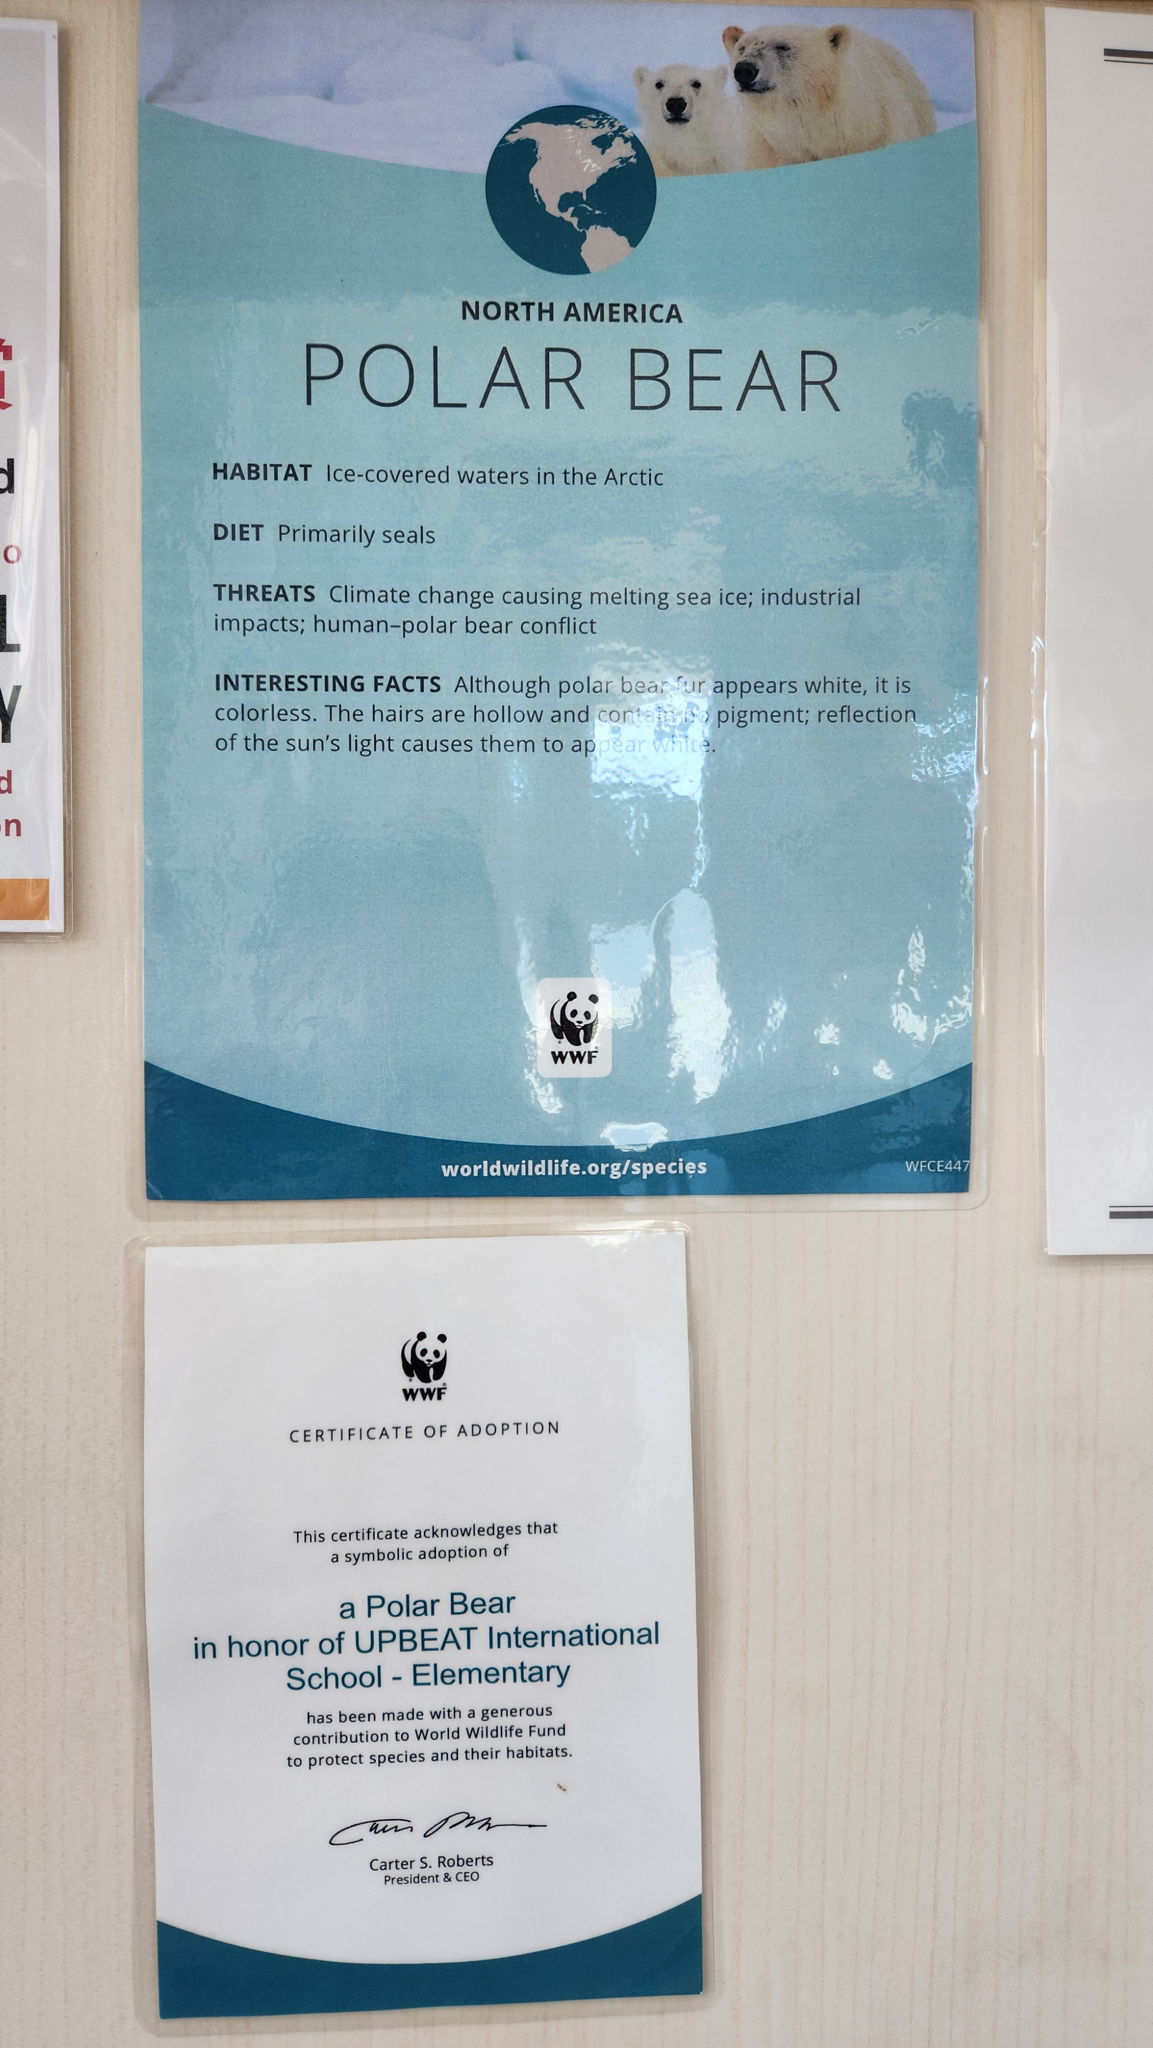 d
o
Y
d
on
NORTH AMERICA
POLAR BEAR
HABITAT Ice-covered waters in the Arctic
DIET Primarily seals
THREATS Climate change causing melting sea ice; industrial
impacts; human–polar bear conflict
INTERESTING FACTS Although polar bear fur appears white, it is
colorless. The hairs are hollow and contain no pigment; reflection
of the sun's light causes them to appear white.
WWF
worldwildlife.org/species
WFCE447
WWF
CERTIFICATE OF ADOPTION
This certificate acknowledges that
a symbolic adoption of
a Polar Bear
in honor of UPBEAT International
School - Elementary
has been made with a generous
contribution to World Wildlife Fund
to protect species and their habitats.
Carter S. Roberts
President & CEO